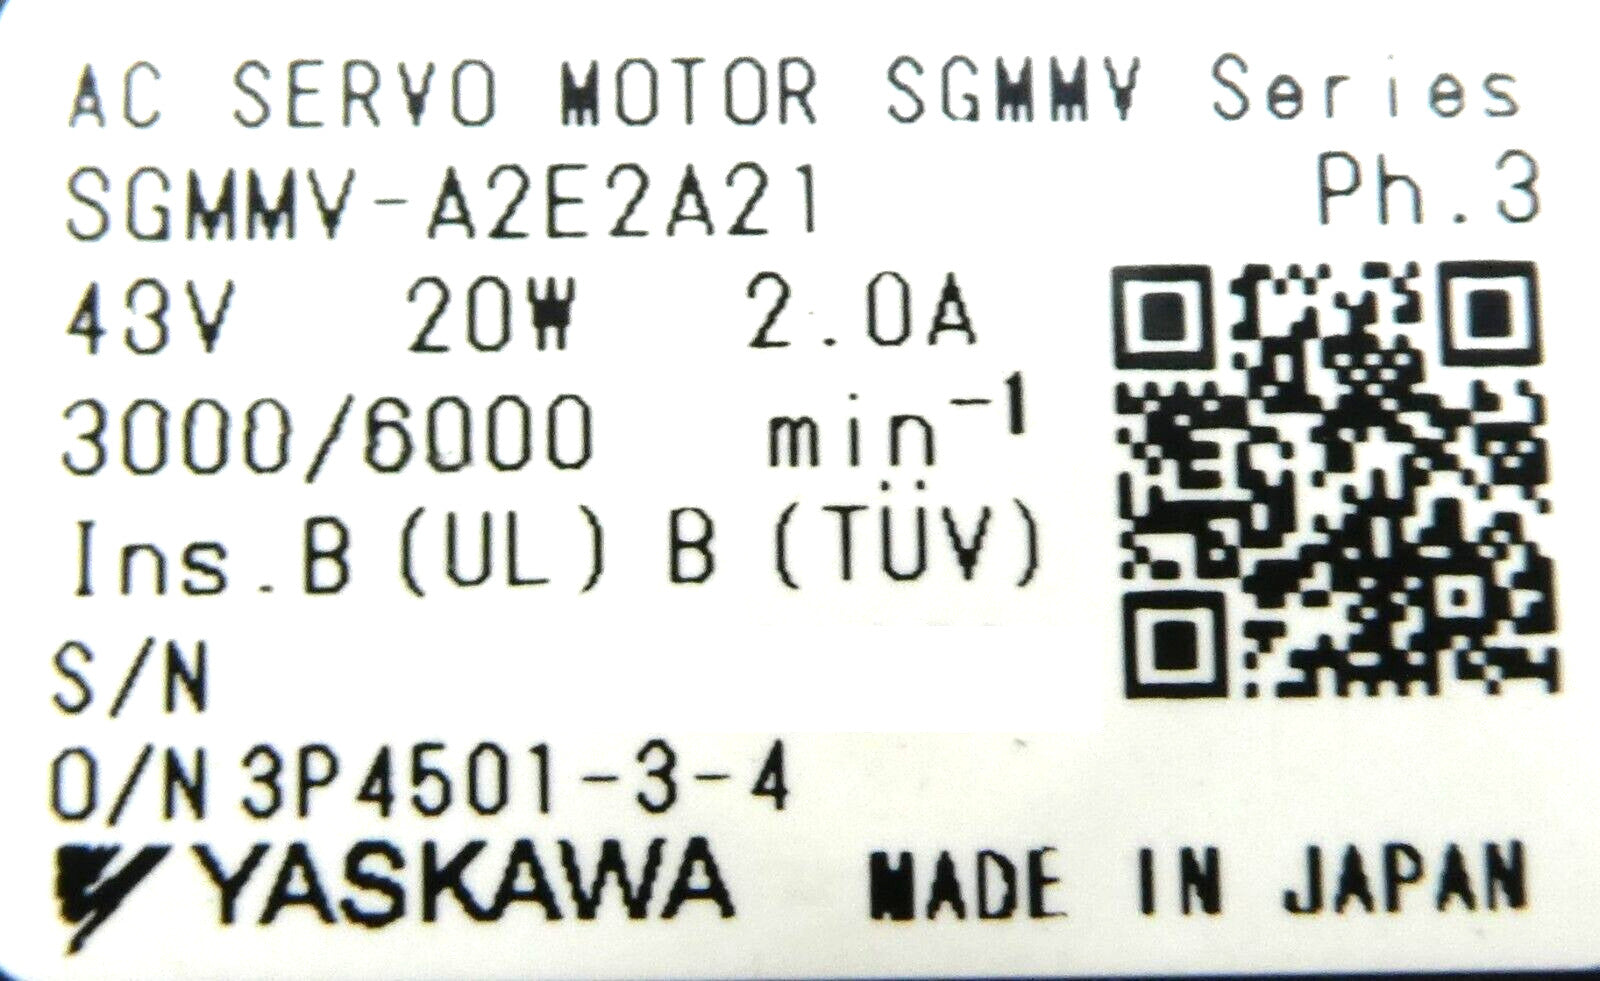 AC SERVO MOTOR SGMMV Series
SGMMV-A2E2A21 Ph.3
43V 20W 2.0A
3000/6000 min⁻¹
Ins.B (UL) B (TÜV)
S/N
O/N 3P4501-3-4
YASKAWA MADE IN JAPAN